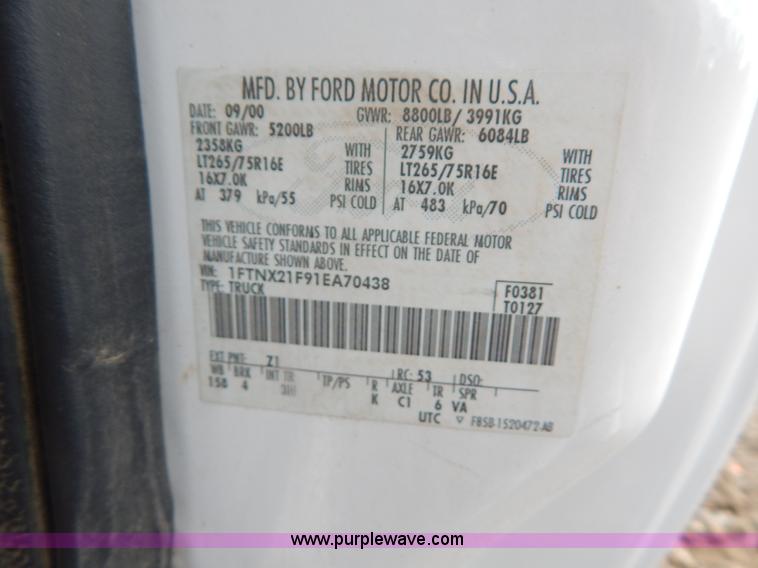 MFD. BY FORD MOTOR CO. IN U.S.A.
DATE: 09/00 GVWR: 8800LB/ 3991KG
FRONT GAWR: 5200LB REAR GAWR: 6084LB
2358KG WITH 2759KG WITH
LT265/75R16E TIRES LT265/75R16E TIRES
16X7.0K RIMS 16X7.0K RIMS
AT 379 kPa/55 PSI COLD AT 483 kPa/70 PSI COLD
THIS VEHICLE CONFORMS TO ALL APPLICABLE FEDERAL MOTOR
VEHICLE SAFETY STANDARDS IN EFFECT ON THE DATE OF
MANUFACTURE SHOWN ABOVE.
VIN: 1FTNX21F91EA70438 F0381
TYPE: TRUCK T0127
EXT PNT: Z1 RC: 53 DSO:
WB BRK INT TR TP/PS R AXLE TR SPR
158 4 K C1 6 VA
UTC ▽ F8SB-1520472-AB
www.purplewave.com